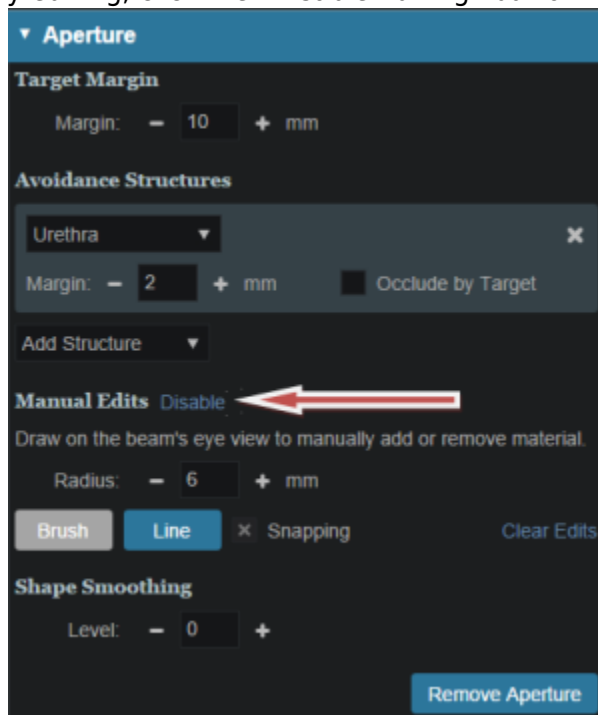 Aperture
Target Margin
Margin: − 10 + mm
Avoidance Structures
Urethra
Margin: − 2 + mm Occlude by Target
Add Structure
Manual Edits Disable
Draw on the beam's eye view to manually add or remove material.
Radius: − 6 + mm
Brush Line Snapping Clear Edits
Shape Smoothing
Level: − 0 +
Remove Aperture